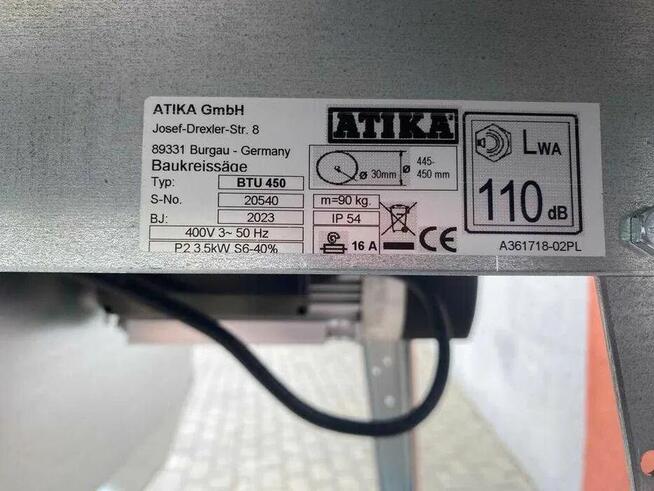 ATIKA GmbH
Josef-Drexler-Str. 8
89331 Burgau - Germany
Baukreissäge
Typ: BTU 450
S-No. 20540
BJ: 2023
400V 3~ 50 Hz
P2 3.5kW S6-40%
ATIKA
ø 30mm ø 445-
450 mm
m=90 kg.
IP 54
16 A
CE
LWA
110 dB
A361718-02PL